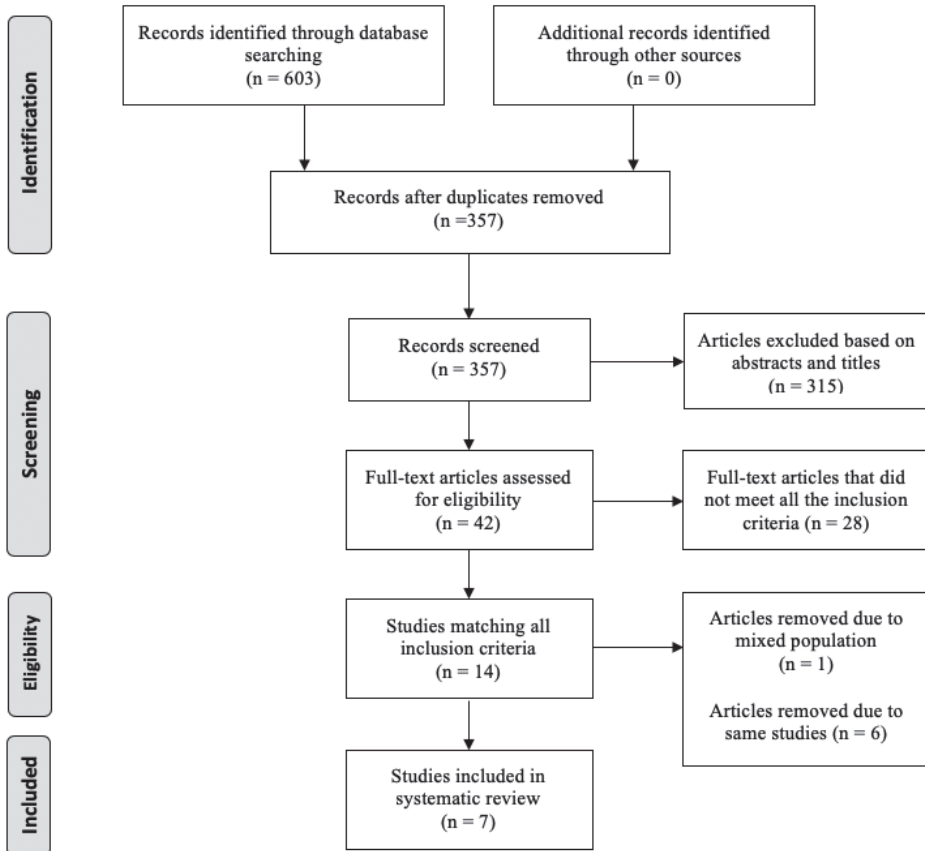 Identification
Records identified through database
searching
(n = 603)
Additional records identified
through other sources
(n = 0)
Records after duplicates removed
(n =357)
Screening
Records screened
(n = 357)
Articles excluded based on
abstracts and titles
(n = 315)
Full-text articles assessed
for eligibility
(n = 42)
Full-text articles that did
not meet all the inclusion
criteria (n = 28)
Eligibility
Studies matching all
inclusion criteria
(n = 14)
Articles removed due to
mixed population
(n = 1)
Articles removed due to
same studies (n = 6)
Included
Studies included in
systematic review
(n = 7)